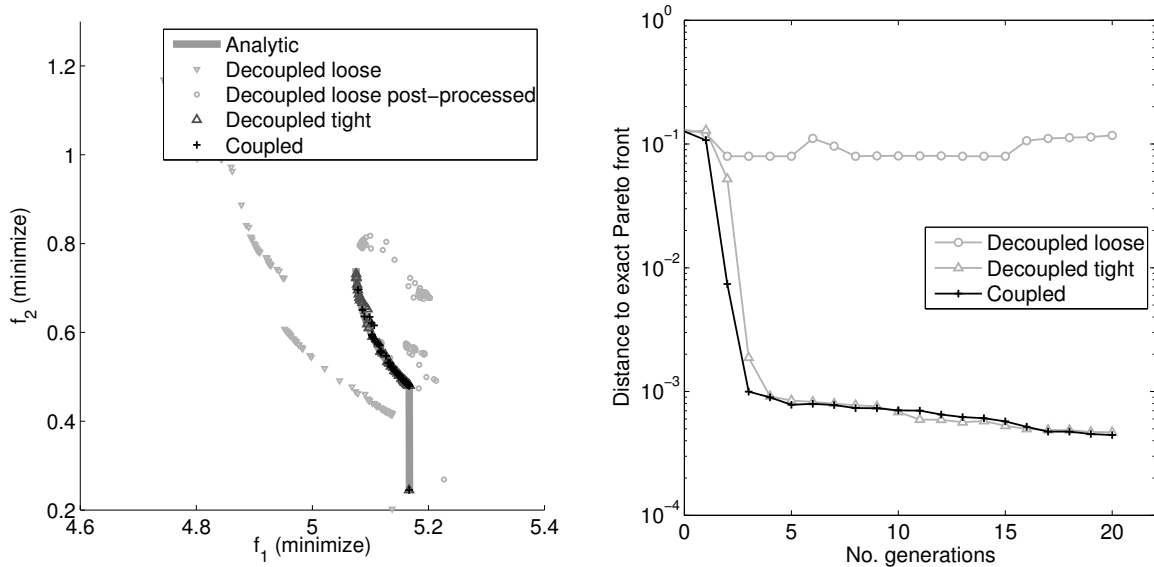 Analytic
Decoupled loose
Decoupled loose post−processed
Decoupled tight
Coupled
1.2
1
0.8
0.6
0.4
0.2
4.6
4.8
5
5.2
5.4
f2 (minimize)
f1 (minimize)
10^0
10^−1
10^−2
10^−3
10^−4
Distance to exact Pareto front
Decoupled loose
Decoupled tight
Coupled
0
5
10
15
20
No. generations